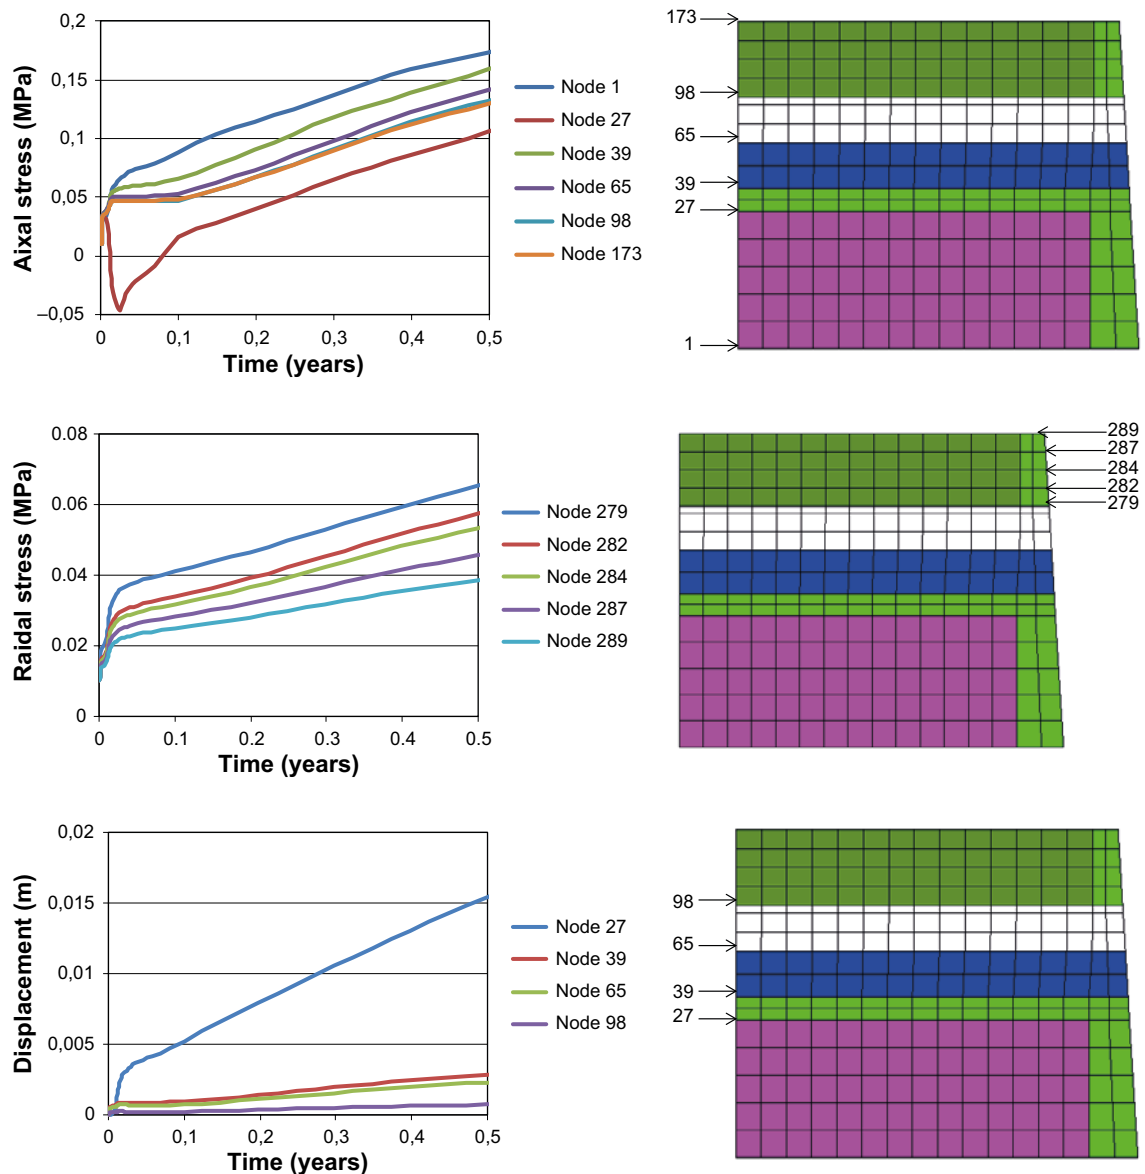 0,2
0,15
0,1
0,05
0
–0,05
Aixal stress (MPa)
0 0,1 0,2 0,3 0,4 0,5
Time (years)
Node 1
Node 27
Node 39
Node 65
Node 98
Node 173
173
98
65
39
27
1
0.08
0.06
0.04
0.02
0
Raidal stress (MPa)
0 0.1 0.2 0.3 0.4 0.5
Time (years)
Node 279
Node 282
Node 284
Node 287
Node 289
289
287
284
282
279
0,02
0,015
0,01
0,005
0
Displacement (m)
0 0,1 0,2 0,3 0,4 0,5
Time (years)
Node 27
Node 39
Node 65
Node 98
98
65
39
27